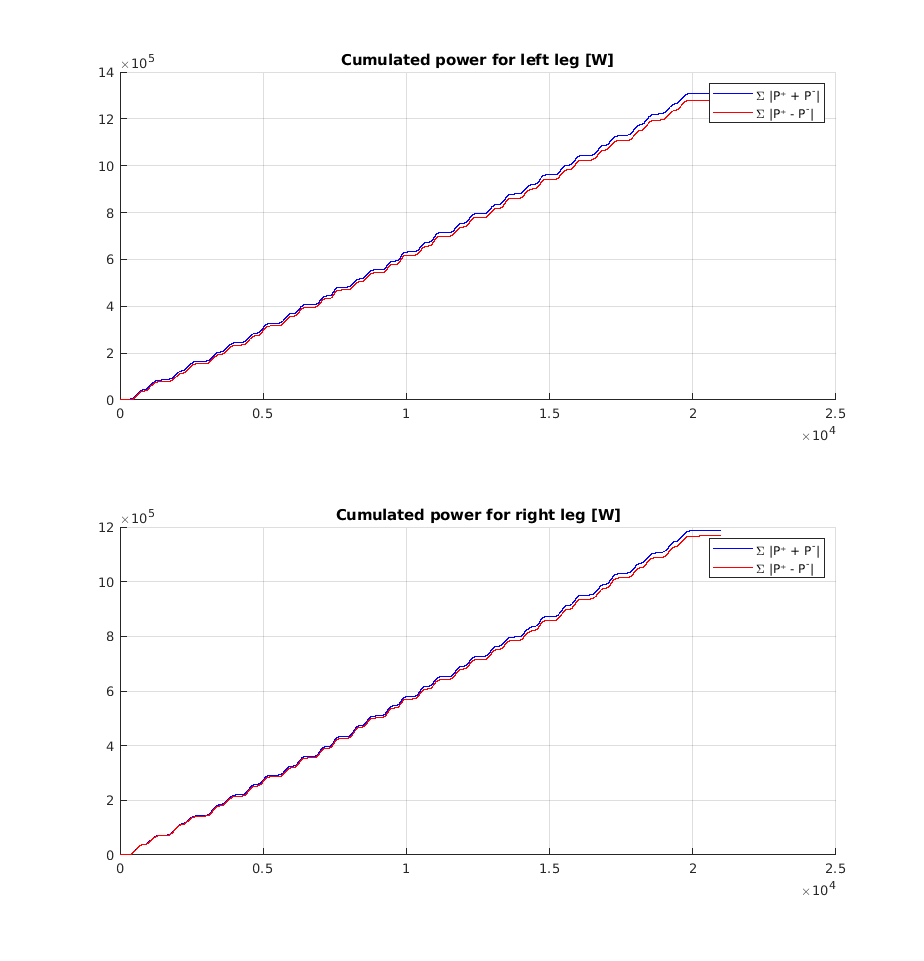 Cumulated power for left leg [W]
×10⁵
14
12
10
8
6
4
2
0
0 0.5 1 1.5 2 2.5
×10⁴
Σ |P⁺ + P⁻|
Σ |P⁺ - P⁻|
Cumulated power for right leg [W]
×10⁵
12
10
8
6
4
2
0
0 0.5 1 1.5 2 2.5
×10⁴
Σ |P⁺ + P⁻|
Σ |P⁺ - P⁻|